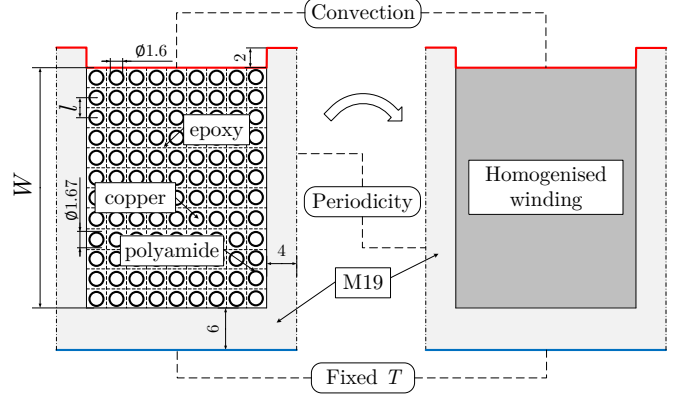 Convection
Ø1.6
2
l
epoxy
W
copper
Ø1.67
polyamide
4
6
Periodicity
M19
Homogenised
winding
Fixed T